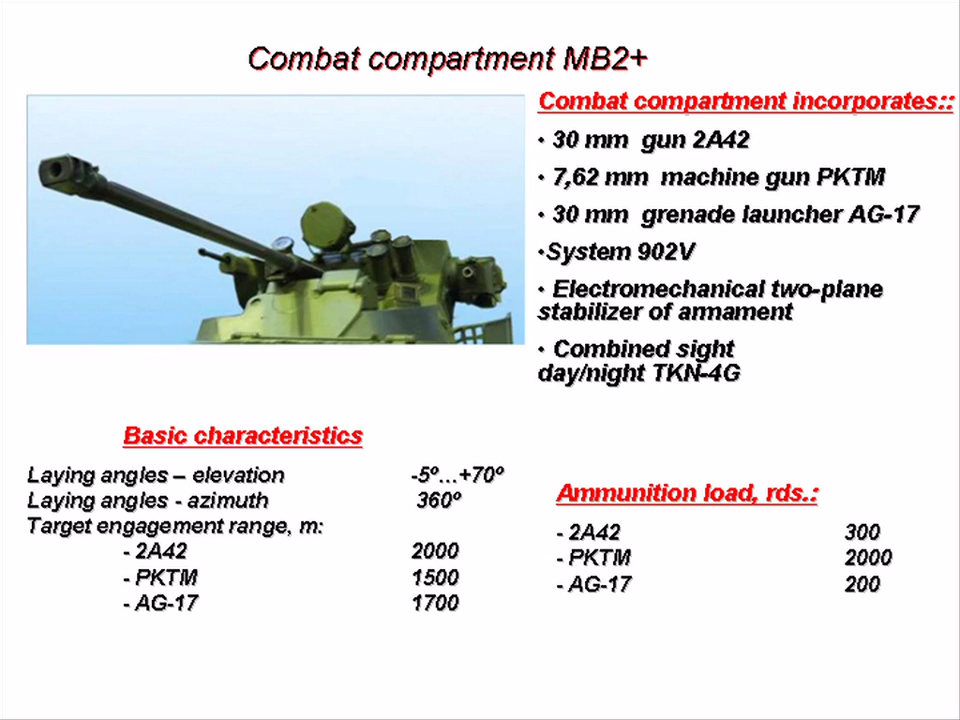 Combat compartment MB2+
Combat compartment incorporates::
• 30 mm gun 2A42
• 7,62 mm machine gun PKTM
• 30 mm grenade launcher AG-17
•System 902V
• Electromechanical two-plane
stabilizer of armament
• Combined sight
day/night TKN-4G
Basic characteristics
Laying angles – elevation -5º…+70º
Laying angles - azimuth 360º
Target engagement range, m:
- 2A42 2000
- PKTM 1500
- AG-17 1700
Ammunition load, rds.:
- 2A42 300
- PKTM 2000
- AG-17 200